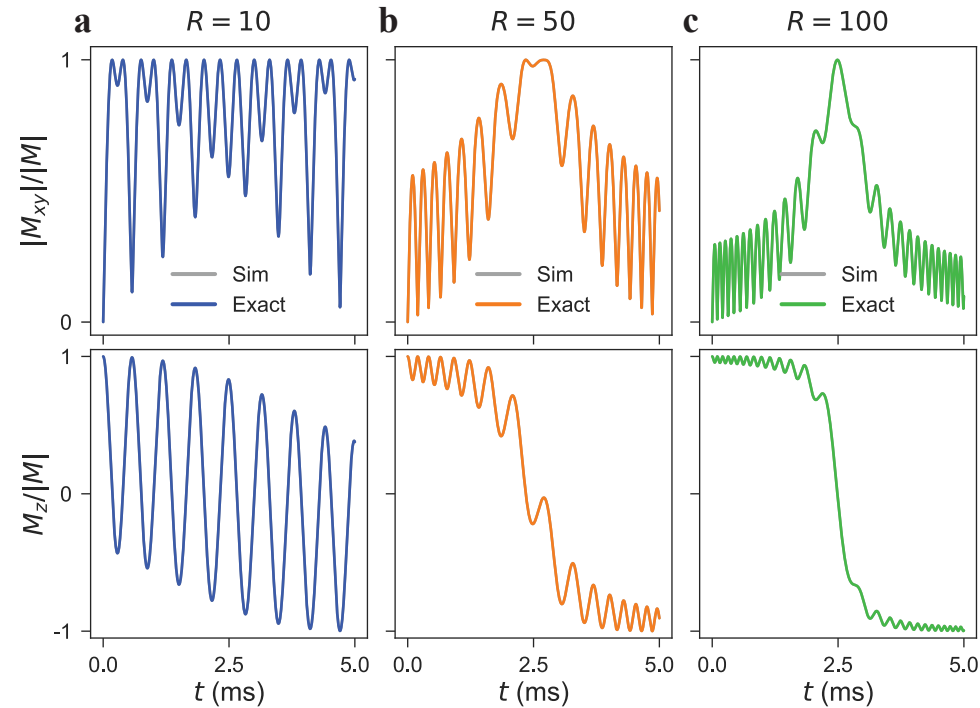 a R = 10 b R = 50 c R = 100
|M_xy|/|M|
1
0
Sim
Exact
Sim
Exact
Sim
Exact
M_z/|M|
1
0
-1
0.0 2.5 5.0 0.0 2.5 5.0 0.0 2.5 5.0
t (ms) t (ms) t (ms)